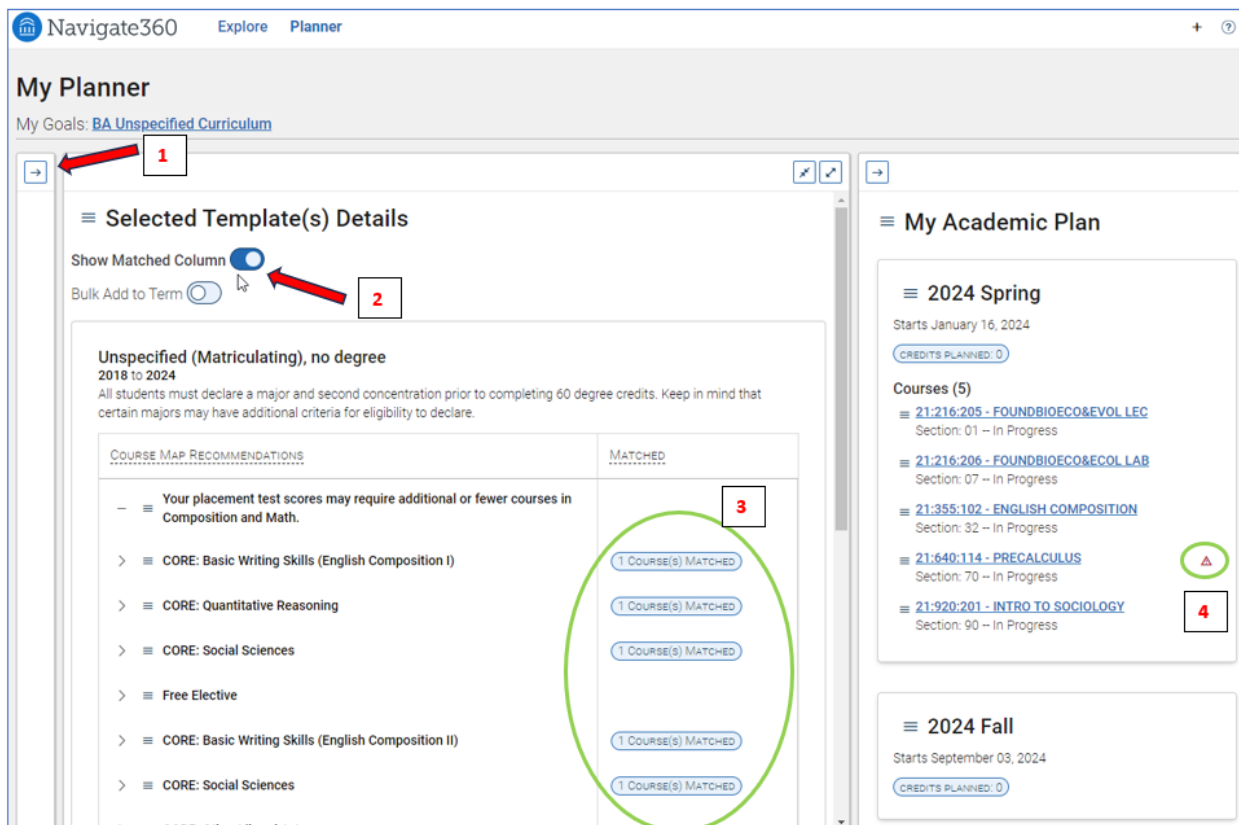 Navigate360 Explore Planner
+ ?
My Planner
My Goals: BA Unspecified Curriculum
1
Selected Template(s) Details
Show Matched Column
Bulk Add to Term
2
Unspecified (Matriculating), no degree
2018 to 2024
All students must declare a major and second concentration prior to completing 60 degree credits. Keep in mind that
certain majors may have additional criteria for eligibility to declare.
COURSE MAP RECOMMENDATIONS MATCHED
Your placement test scores may require additional or fewer courses in
Composition and Math.
3
CORE: Basic Writing Skills (English Composition I) 1 COURSE(S) MATCHED
CORE: Quantitative Reasoning 1 COURSE(S) MATCHED
CORE: Social Sciences 1 COURSE(S) MATCHED
Free Elective
CORE: Basic Writing Skills (English Composition II) 1 COURSE(S) MATCHED
CORE: Social Sciences 1 COURSE(S) MATCHED
My Academic Plan
2024 Spring
Starts January 16, 2024
CREDITS PLANNED: 0
Courses (5)
21:216:205 - FOUNDBIOECO&EVOL LEC
Section: 01 -- In Progress
21:216:206 - FOUNDBIOECO&ECOL LAB
Section: 07 -- In Progress
21:355:102 - ENGLISH COMPOSITION
Section: 32 -- In Progress
21:640:114 - PRECALCULUS
Section: 70 -- In Progress
4
21:920:201 - INTRO TO SOCIOLOGY
Section: 90 -- In Progress
2024 Fall
Starts September 03, 2024
CREDITS PLANNED: 0